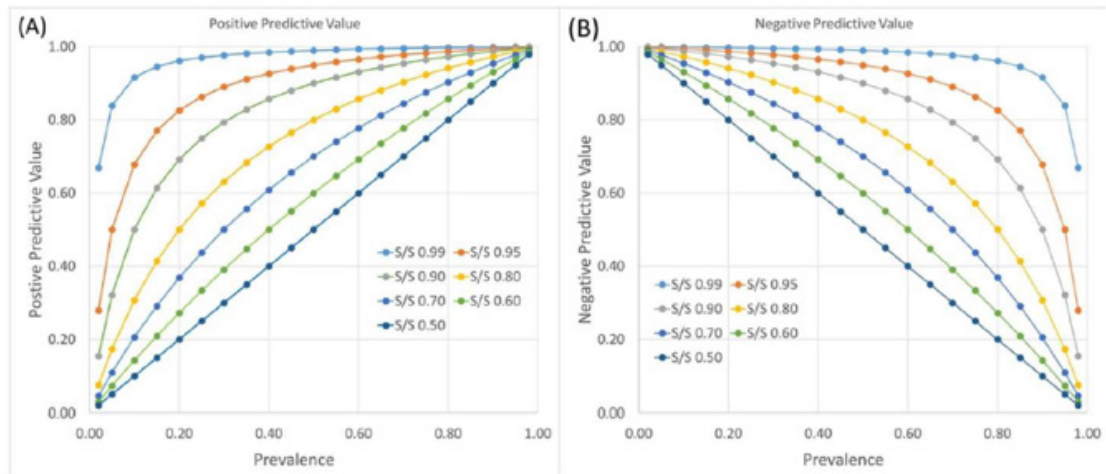 (A)
Positive Predictive Value
Postive Predictive Value
1.00
0.80
0.60
0.40
0.20
0.00
S/S 0.99 S/S 0.95
S/S 0.90 S/S 0.80
S/S 0.70 S/S 0.60
S/S 0.50
0.00 0.20 0.40 0.60 0.80 1.00
Prevalence
(B)
Negative Predictive Value
Negative Predictive Value
1.00
0.80
0.60
0.40
0.20
0.00
S/S 0.99 S/S 0.95
S/S 0.90 S/S 0.80
S/S 0.70 S/S 0.60
S/S 0.50
0.00 0.20 0.40 0.60 0.80 1.00
Prevalence